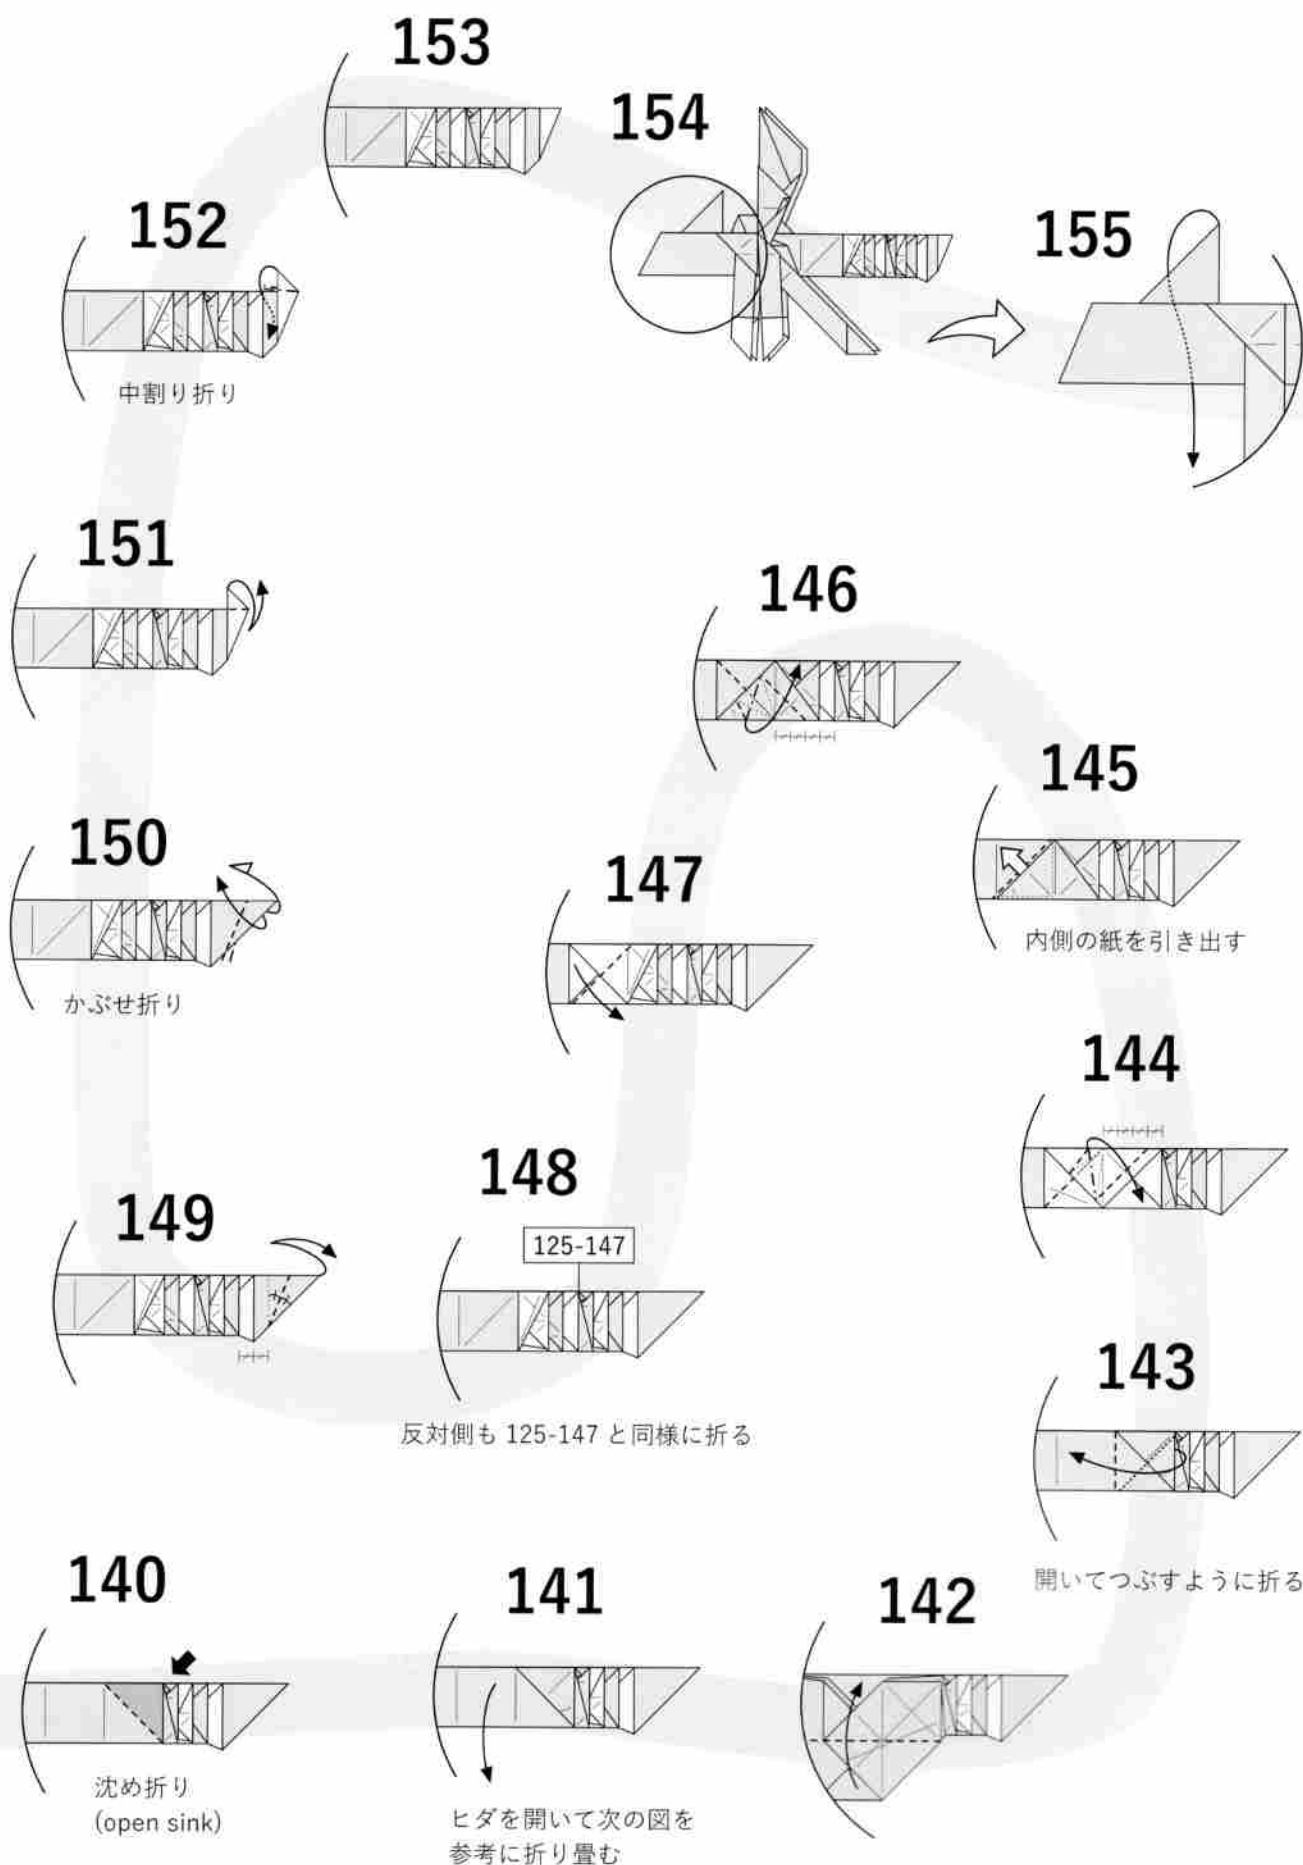 153
154
152
155
中割り折り
151
146
145
150
147
内側の紙を引き出す
かぶせ折り
144
148
149
125-147
143
反対側も 125-147 と同様に折る
140
141
142
開いてつぶすように折る
沈め折り
(open sink)
ヒダを開いて次の図を
参考に折り畳む